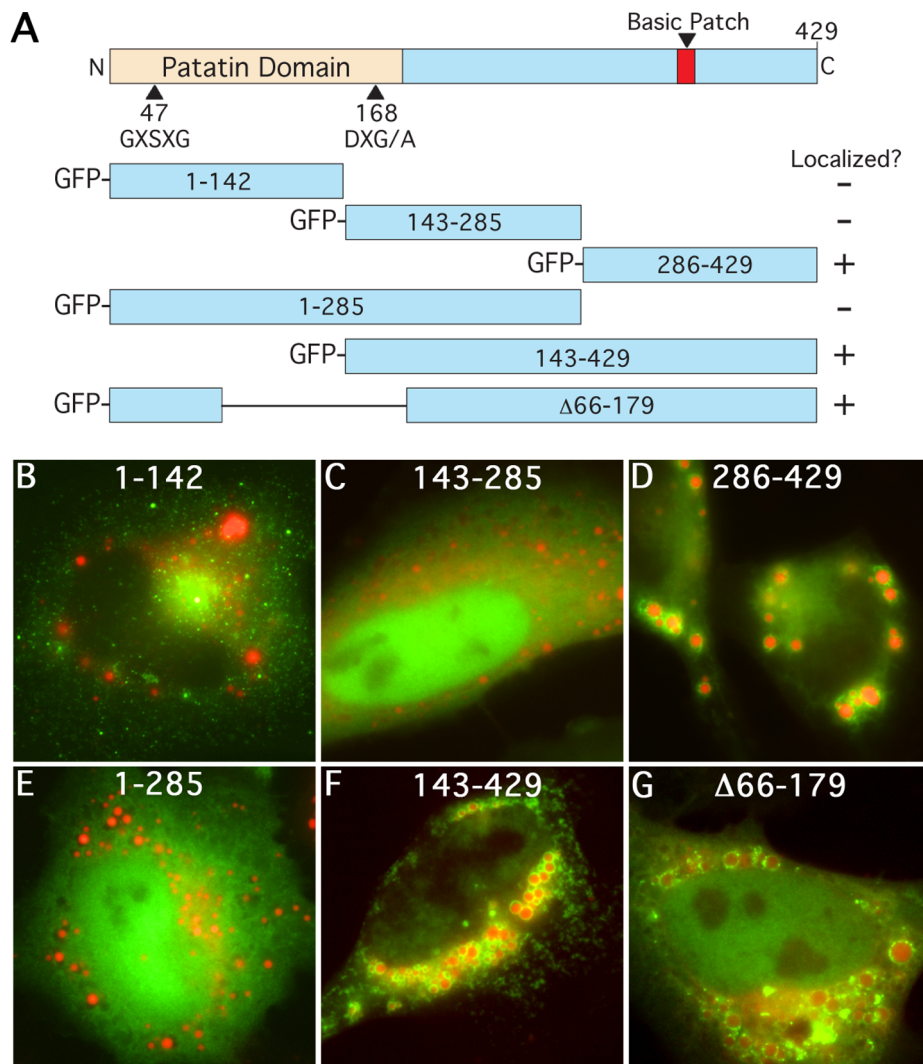 A
Basic Patch
429
N
Patatin Domain
C
47
168
GXSXG
DXG/A
Localized?
GFP- 1-142 –
GFP- 143-285 –
GFP- 286-429 +
GFP- 1-285 –
GFP- 143-429 +
GFP- Δ66-179 +
B 1-142
C 143-285
D 286-429
E 1-285
F 143-429
G Δ66-179